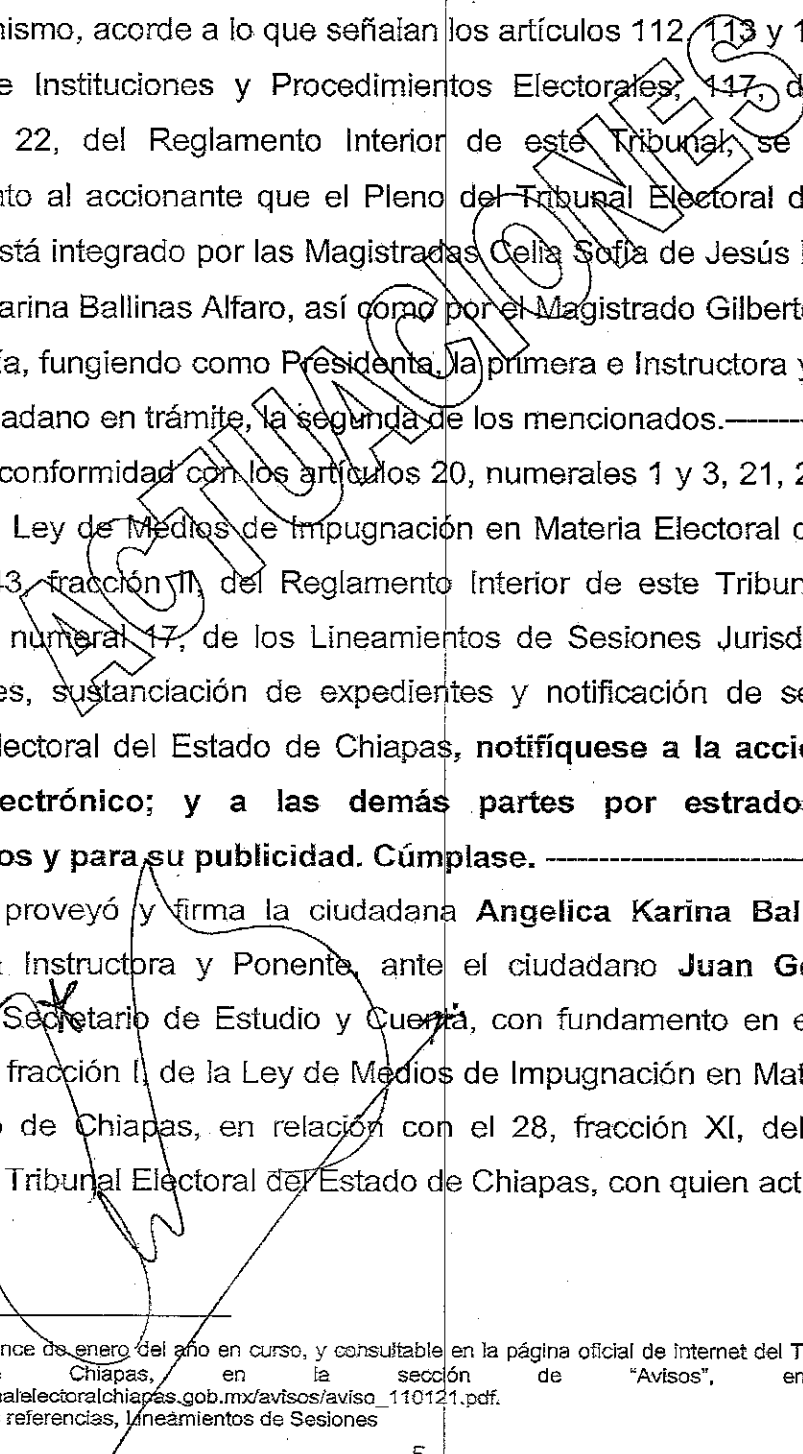 nismo, acorde a lo que señalan los artículos 112, 113 y 1
e Instituciones y Procedimientos Electorales; 117, d
22, del Reglamento Interior de este Tribunal, se
nto al accionante que el Pleno del Tribunal Electoral d
stá integrado por las Magistradas Celia Sofía de Jesús
arina Ballinas Alfaro, así como por el Magistrado Gilberto
ía, fungiendo como Presidenta, la primera e Instructora y
adano en trámite, la segunda de los mencionados.--------
conformidad con los artículos 20, numerales 1 y 3, 21, 2
Ley de Medios de Impugnación en Materia Electoral d
43, fracción II, del Reglamento Interior de este Tribun
numeral 17, de los Lineamientos de Sesiones Jurisd
es, sustanciación de expedientes y notificación de se
lectoral del Estado de Chiapas, notifíquese a la accio
ectrónico; y a las demás partes por estrado
os y para su publicidad. Cúmplase. --------------------------
proveyó y firma la ciudadana Angelica Karina Bal
Instructora y Ponente, ante el ciudadano Juan Ge
Secretario de Estudio y Cuenta, con fundamento en e
fracción I, de la Ley de Medios de Impugnación en Mat
o de Chiapas, en relación con el 28, fracción XI, del
Tribunal Electoral del Estado de Chiapas, con quien act
ACTUACIONES
nce de enero del año en curso, y consultable en la página oficial de internet del T
e Chiapas, en la sección de "Avisos", en
nalelectoralchiapas.gob.mx/avisos/aviso_110121.pdf.
referencias, Lineamientos de Sesiones
5